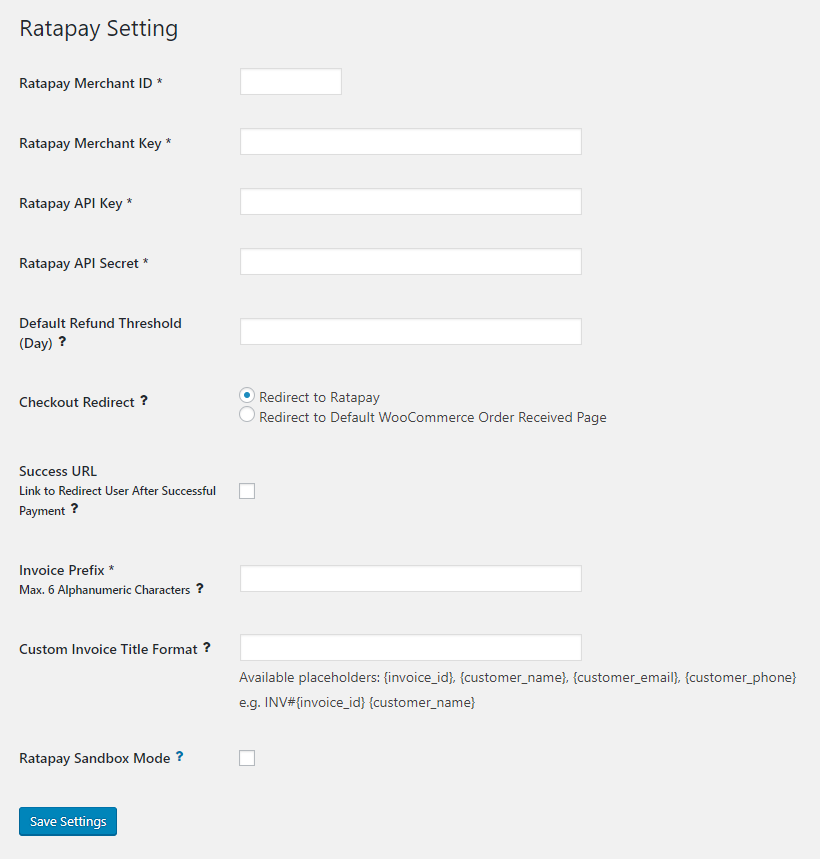 Ratapay Setting
Ratapay Merchant ID *
Ratapay Merchant Key *
Ratapay API Key *
Ratapay API Secret *
Default Refund Threshold
(Day) ?
Checkout Redirect ?
Redirect to Ratapay
Redirect to Default WooCommerce Order Received Page
Success URL
Link to Redirect User After Successful
Payment ?
Invoice Prefix *
Max. 6 Alphanumeric Characters ?
Custom Invoice Title Format ?
Available placeholders: {invoice_id}, {customer_name}, {customer_email}, {customer_phone}
e.g. INV#{invoice_id} {customer_name}
Ratapay Sandbox Mode ?
Save Settings